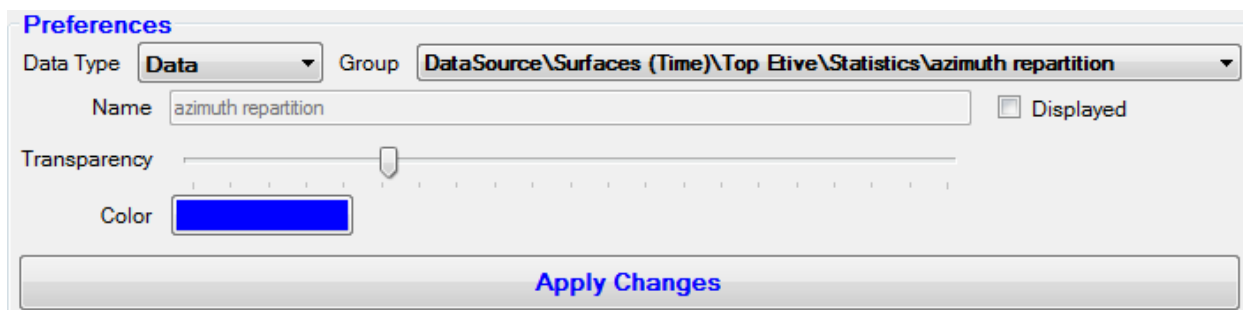 Preferences
Data Type Data Group DataSource\Surfaces (Time)\Top Etive\Statistics\azimuth repartition
Name azimuth repartition Displayed
Transparency
Color
Apply Changes